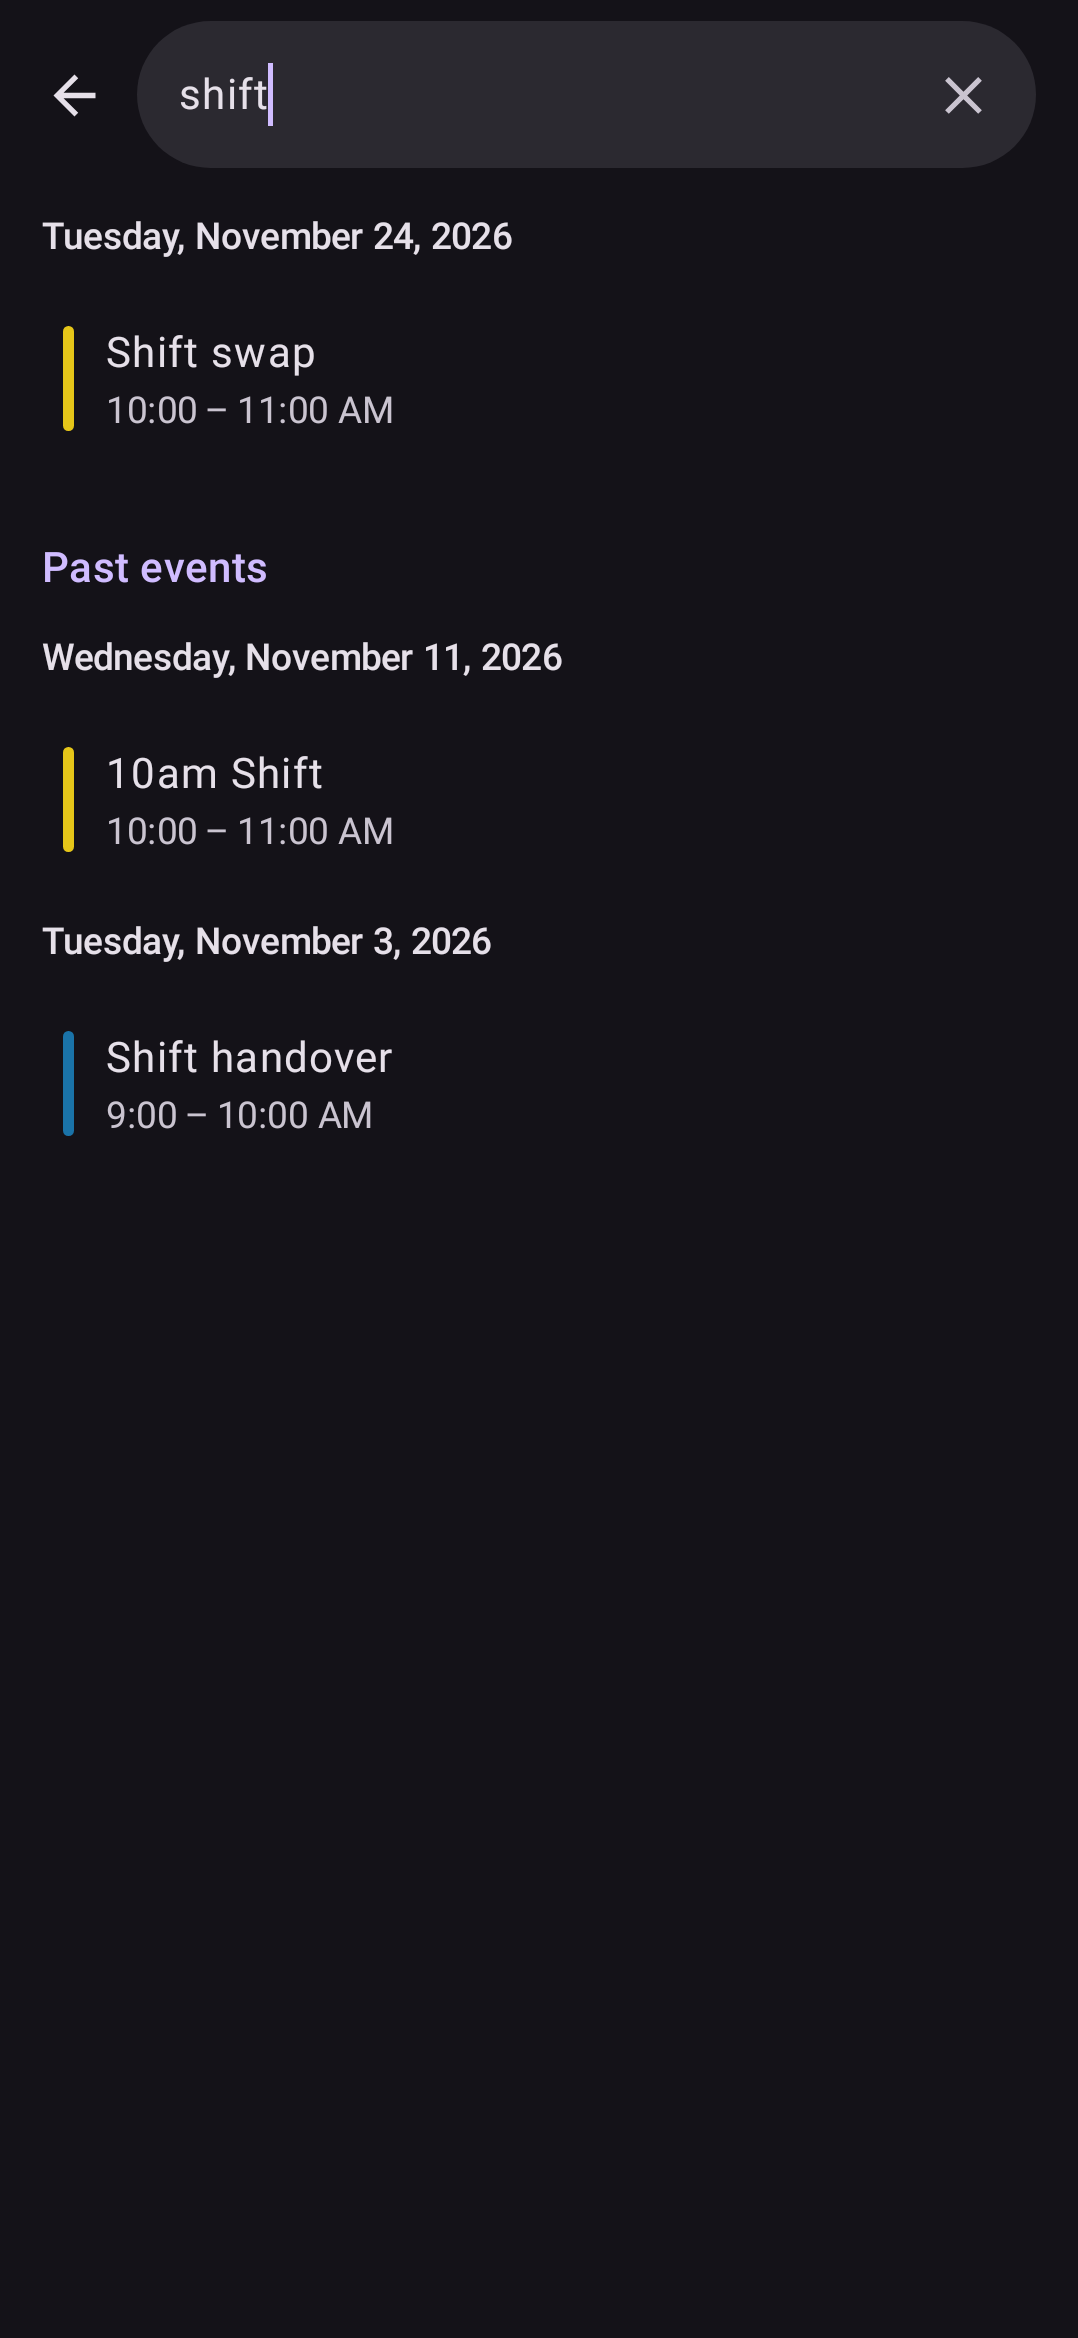 shift
Tuesday, November 24, 2026
Shift swap
10:00 – 11:00 AM
Past events
Wednesday, November 11, 2026
10am Shift
10:00 – 11:00 AM
Tuesday, November 3, 2026
Shift handover
9:00 – 10:00 AM